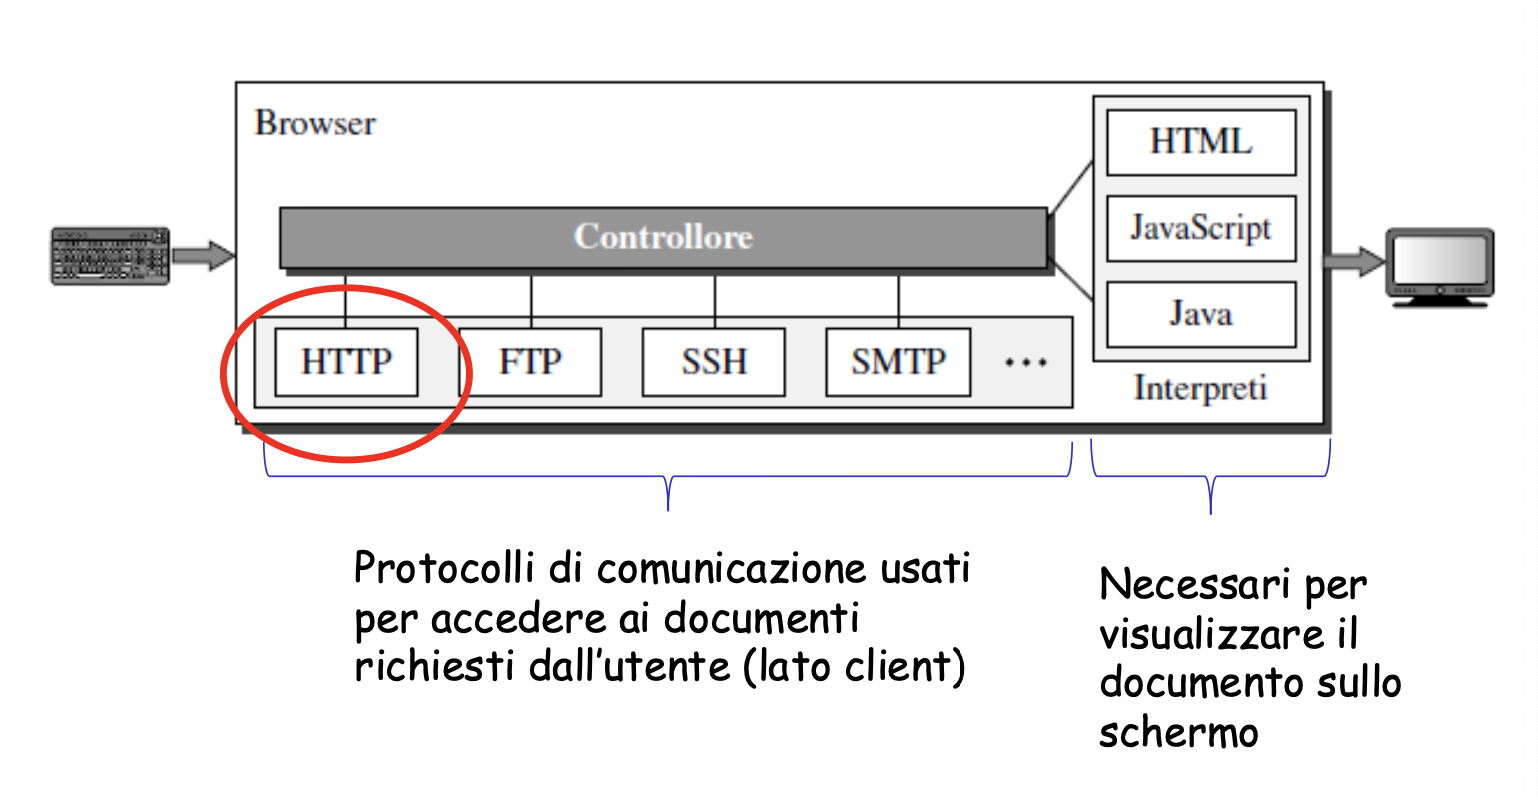 Browser
Controllore
HTTP
FTP
SSH
SMTP
...
HTML
JavaScript
Java
Interpreti
Protocolli di comunicazione usati
per accedere ai documenti
richiesti dall'utente (lato client)
Necessari per
visualizzare il
documento sullo
schermo